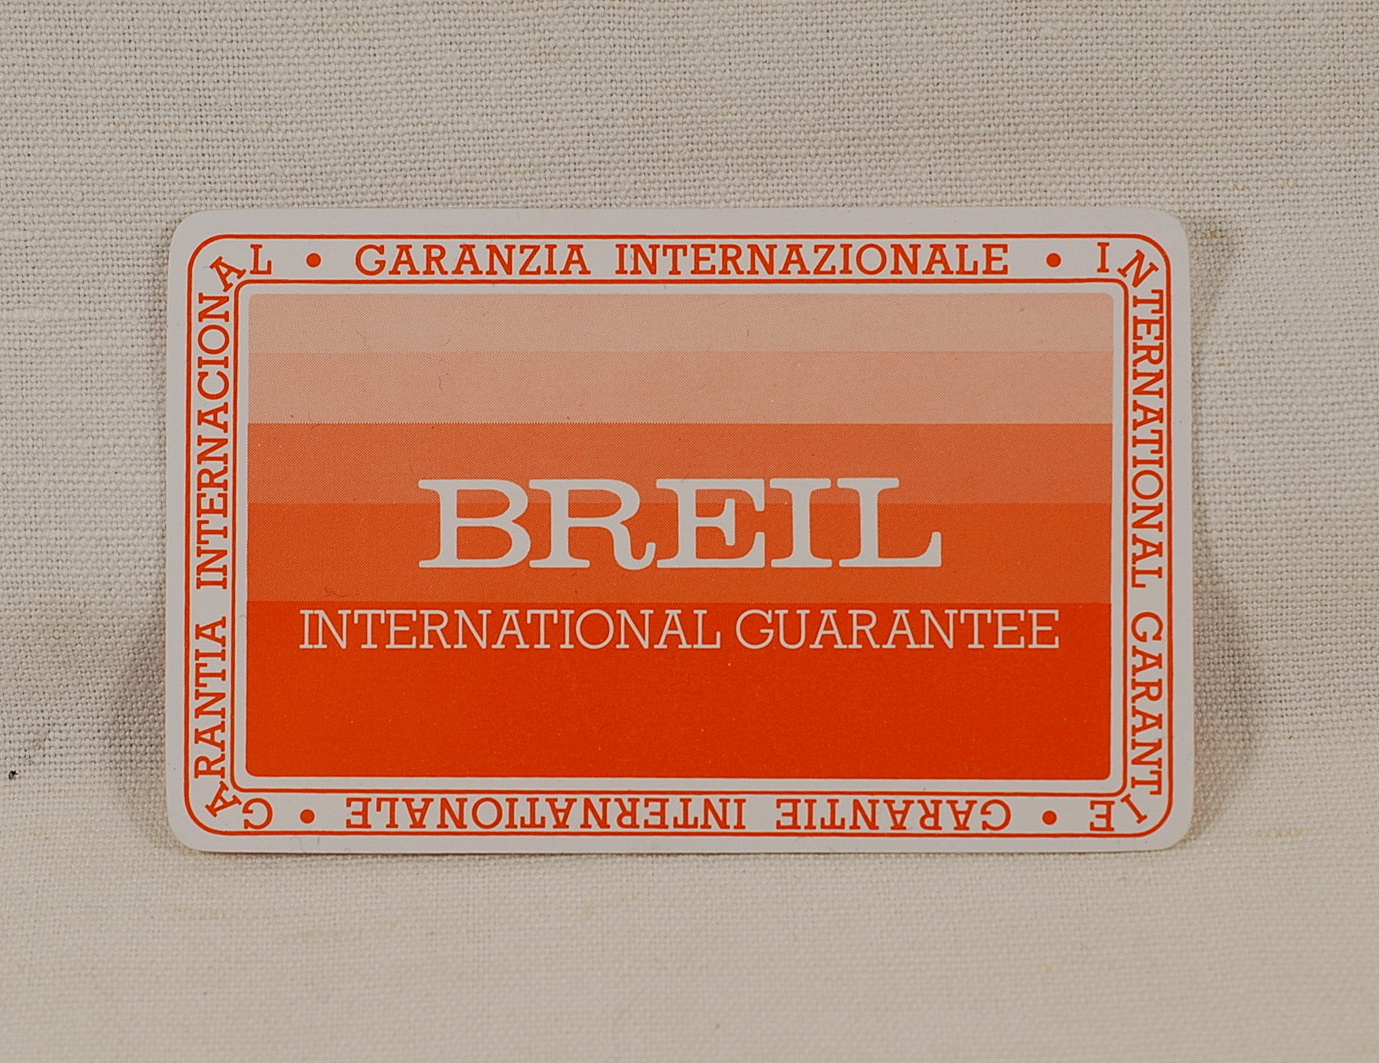 GARANZIA INTERNAZIONALE
INTERNATIONAL GARANTIE
GARANTIE INTERNATIONALE
GARANTIA INTERNACIONAL
BREIL
INTERNATIONAL GUARANTEE